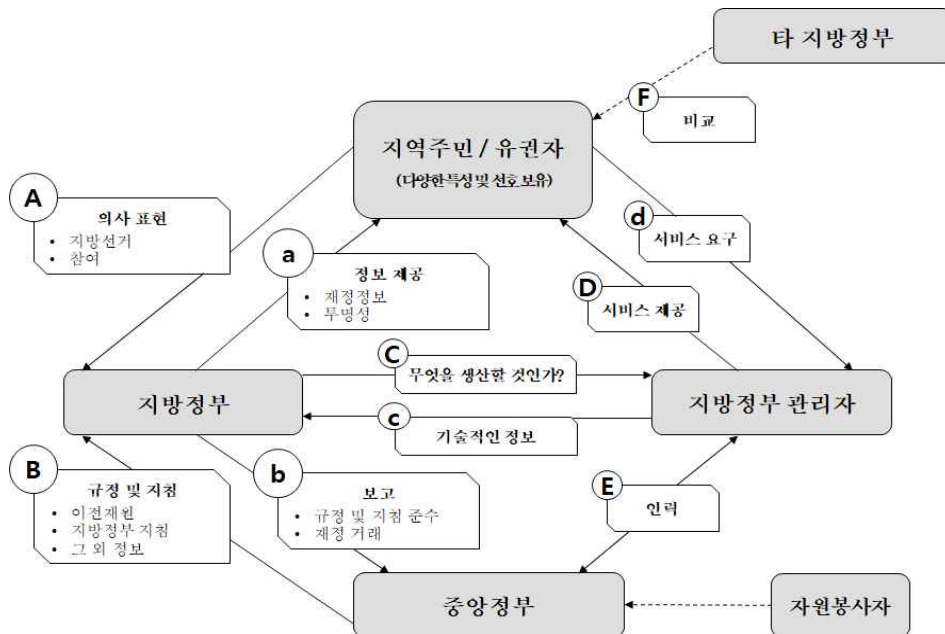 타 지방정부
F
비교
지역주민 / 유권자
(다양한 특성 및 선호 보유)
A
의사 표현
• 지방선거
• 참여
a
정보 제공
• 재정정보
• 투명성
d
서비스 요구
D
서비스 제공
C
무엇을 생산할 것인가?
지방정부
지방정부 관리자
c
기술적인 정보
B
규정 및 지침
• 이전재원
• 지방정부 지침
• 그 외 정보
b
보고
• 규정 및 지침 준수
• 재정 거래
E
인력
중앙정부
자원봉사자